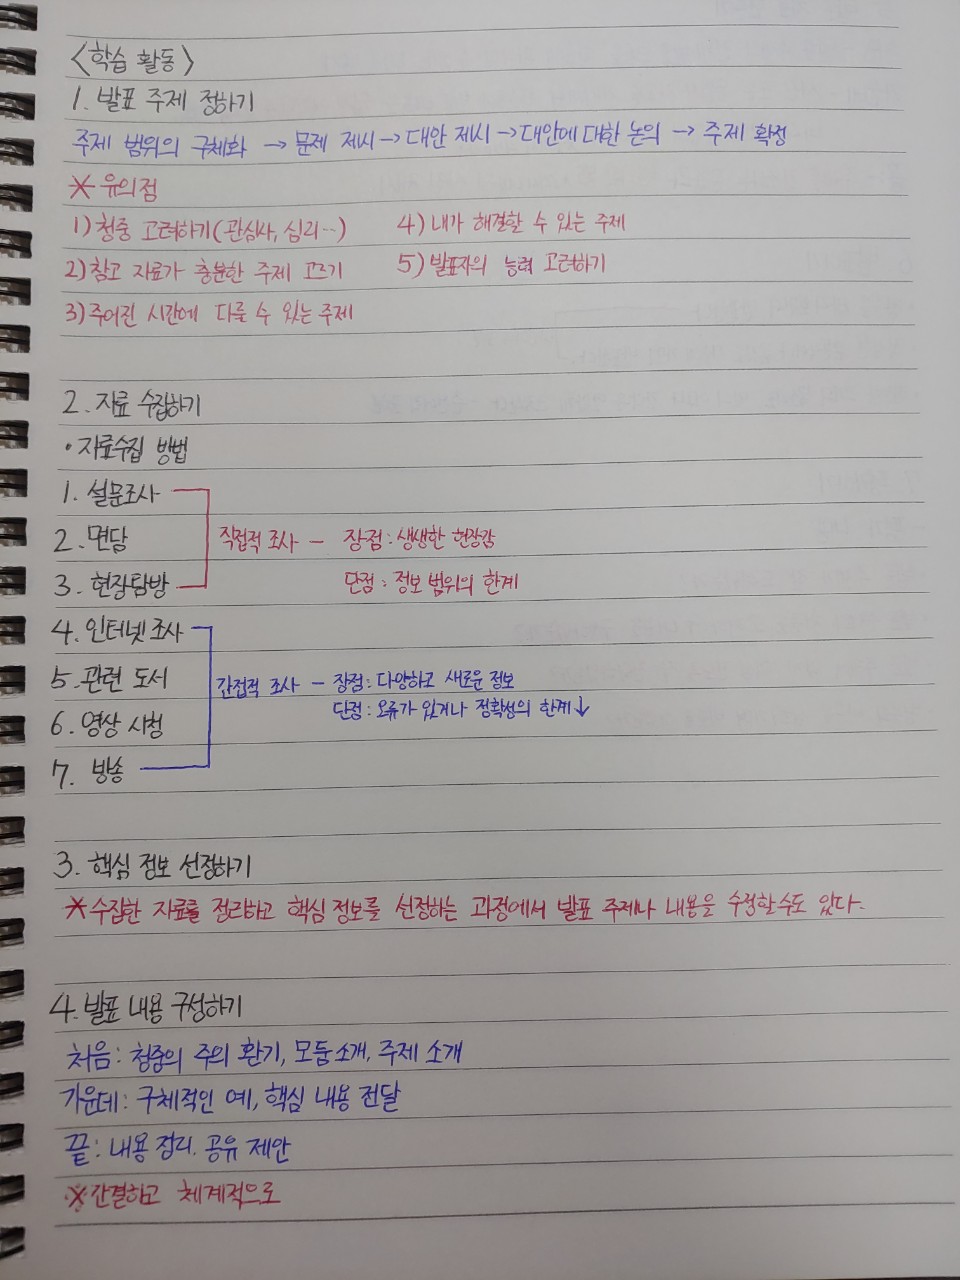 <학습 활동>
1. 발표 주제 정하기
주제 범위의 구체화 → 문제 제시 → 대안 제시 → 대안에 대한 논의 → 주제 확정
* 유의점
1) 청중 고려하기(관심사, 심리…) 4) 내가 해결할 수 있는 주제
2) 참고 자료가 충분한 주제 고르기 5) 발표자의 능력 고려하기
3) 주어진 시간에 다룰 수 있는 주제
2. 자료 수집하기
• 자료수집 방법
1. 설문조사
2. 면담 직접적 조사 - 장점 : 생생한 현장감
3. 현장탐방 단점 : 정보 범위의 한계
4. 인터넷 조사
5. 관련 도서 간접적 조사 - 장점 : 다양하고 새로운 정보
단점 : 오류가 있거나 정확성의 한계↓
6. 영상 시청
7. 방송
3. 핵심 정보 선정하기
* 수집한 자료를 정리하고 핵심 정보를 선정하는 과정에서 발표 주제나 내용을 수정할 수도 있다.
4. 발표 내용 구성하기
처음 : 청중의 주의 환기, 모둠소개, 주제 소개
가운데 : 구체적인 예, 핵심 내용 전달
끝 : 내용 정리. 공유 제안
※ 간결하고 체계적으로